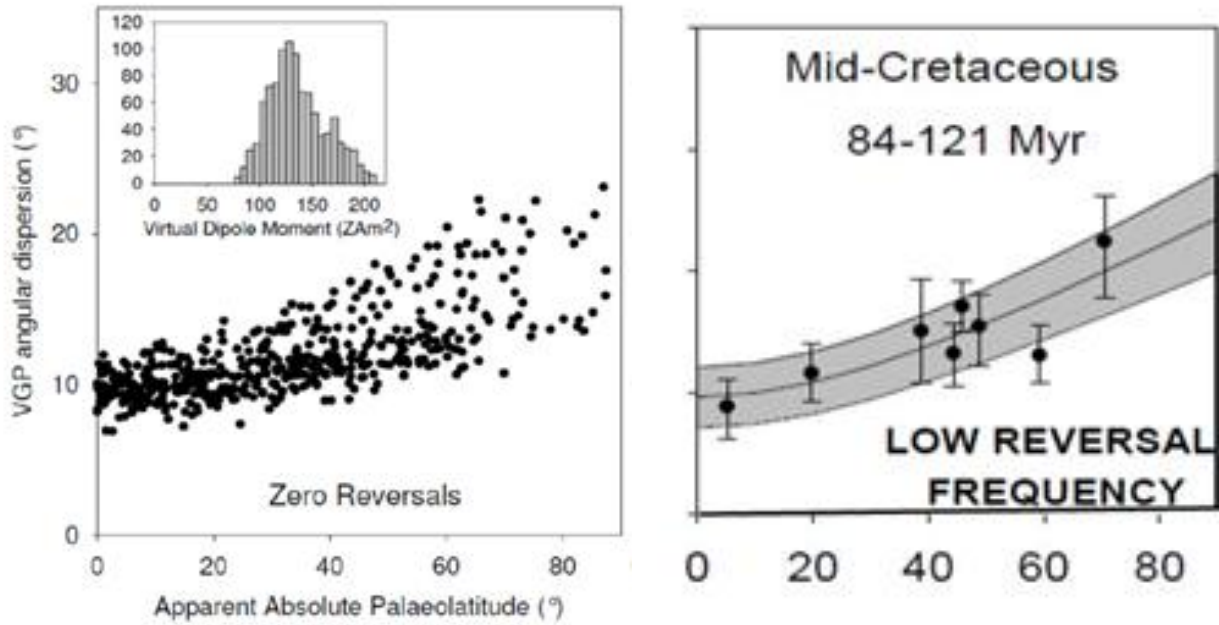 120
100
80
60
40
20
0
0 50 100 150 200
Virtual Dipole Moment (ZAm²)
30
20
10
0
VGP angular dispersion (°)
Zero Reversals
0 20 40 60 80
Apparent Absolute Palaeolatitude (°)
Mid-Cretaceous
84-121 Myr
LOW REVERSAL
FREQUENCY
0 20 40 60 80